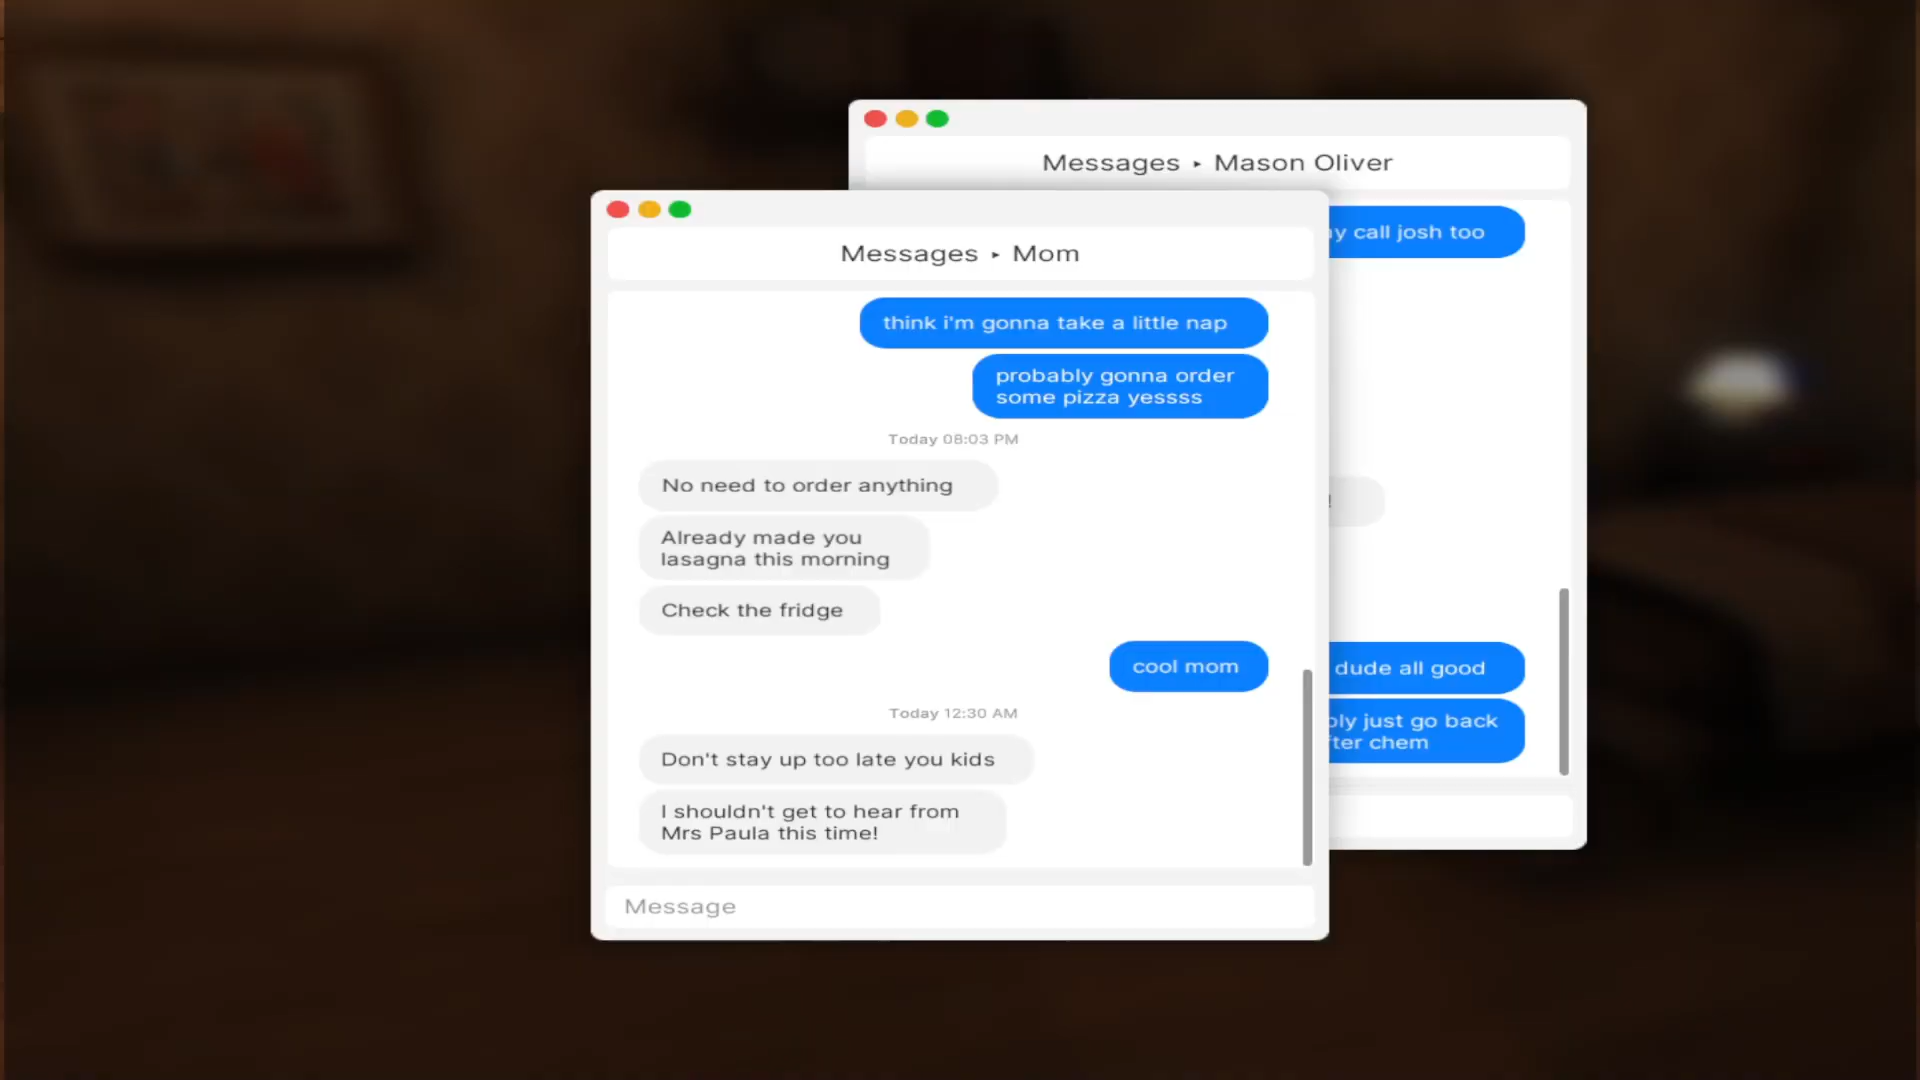 Messages ▸ Mason Oliver
call josh too
Messages ▸ Mom
think i'm gonna take a little nap
probably gonna order
some pizza yessss
Today 08:03 PM
No need to order anything
!
Already made you
lasagna this morning
Check the fridge
cool mom
dude all good
Today 12:30 AM
just go back
chem
Don't stay up too late you kids
I shouldn't get to hear from
Mrs Paula this time!
Message